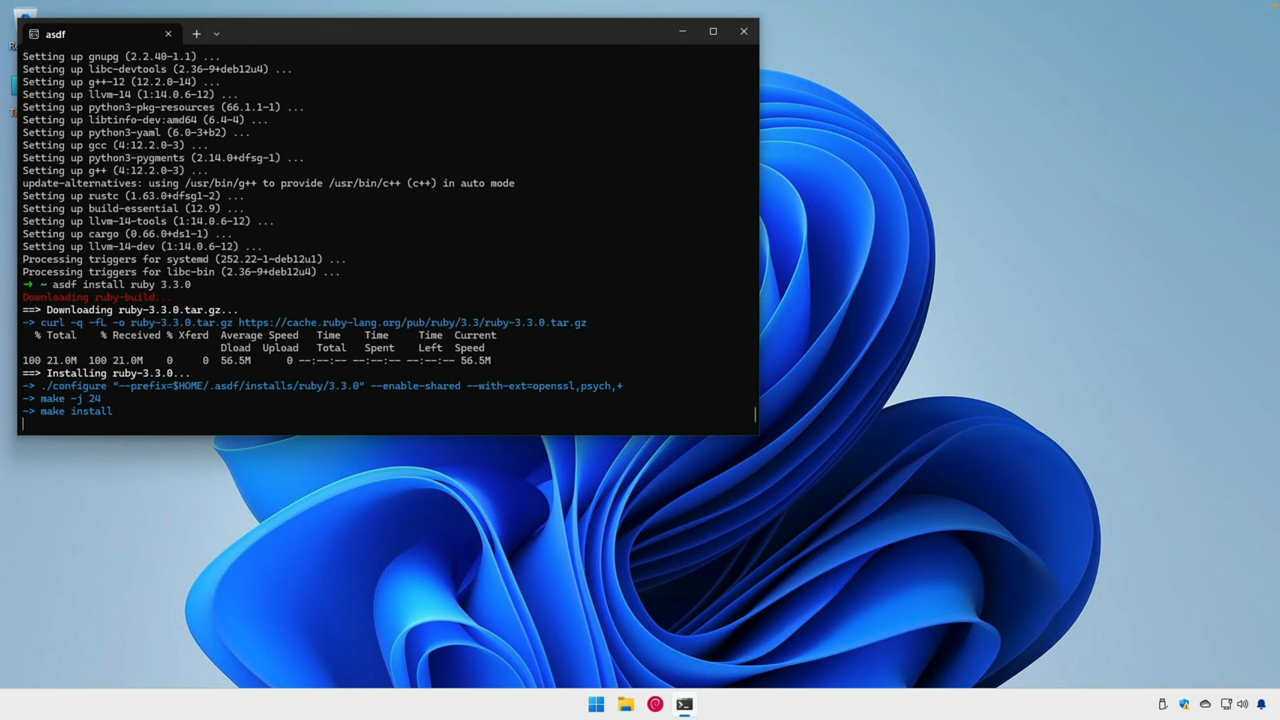 asdf
Setting up gnupg (2.2.40-1.1) ...
Setting up libc-devtools (2.36-9+deb12u4) ...
Setting up g++-12 (12.2.0-14) ...
Setting up llvm-14 (1:14.0.6-12) ...
Setting up python3-pkg-resources (66.1.1-1) ...
Setting up libtinfo-dev:amd64 (6.4-4) ...
Setting up python3-yaml (6.0-3+b2) ...
Setting up gcc (4:12.2.0-3) ...
Setting up python3-pygments (2.14.0+dfsg-1) ...
Setting up g++ (4:12.2.0-3) ...
update-alternatives: using /usr/bin/g++ to provide /usr/bin/c++ (c++) in auto mode
Setting up rustc (1.63.0+dfsg1-2) ...
Setting up build-essential (12.9) ...
Setting up llvm-14-tools (1:14.0.6-12) ...
Setting up cargo (0.66.0+ds1-1) ...
Setting up llvm-14-dev (1:14.0.6-12) ...
Processing triggers for systemd (252.22-1~deb12u1) ...
Processing triggers for libc-bin (2.36-9+deb12u4) ...
→ ~ asdf install ruby 3.3.0
Downloading ruby-build...
==> Downloading ruby-3.3.0.tar.gz...
-> curl -q -fL -o ruby-3.3.0.tar.gz https://cache.ruby-lang.org/pub/ruby/3.3/ruby-3.3.0.tar.gz
% Total % Received % Xferd Average Speed Time Time Time Current
Dload Upload Total Spent Left Speed
100 21.0M 100 21.0M 0 0 56.5M 0 --:--:-- --:--:-- --:--:-- 56.5M
==> Installing ruby-3.3.0...
-> ./configure "--prefix=$HOME/.asdf/installs/ruby/3.3.0" --enable-shared --with-ext=openssl,psych,+
-> make -j 24
-> make install